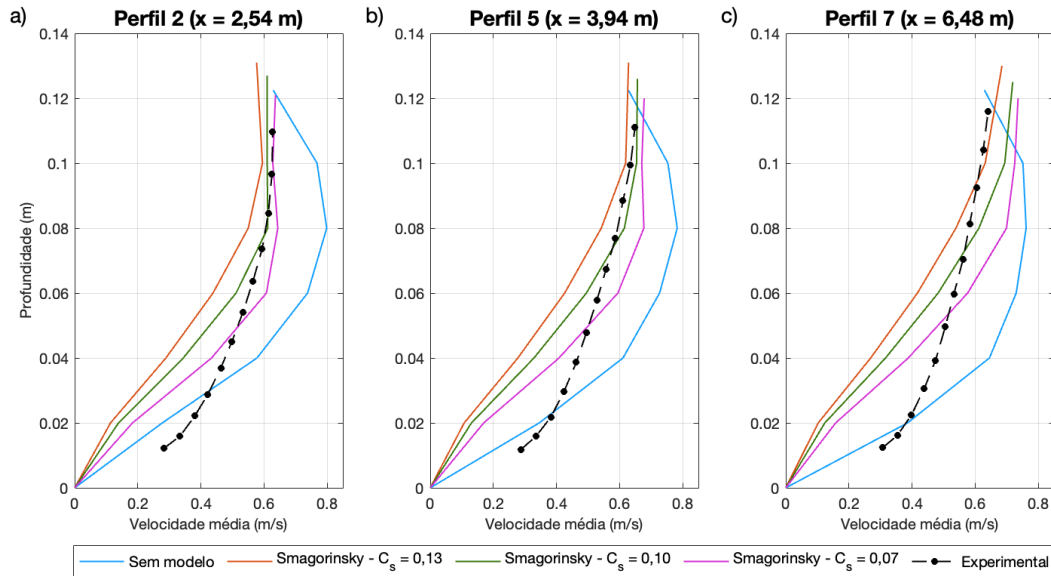 a) Perfil 2 (x = 2,54 m)
b) Perfil 5 (x = 3,94 m)
c) Perfil 7 (x = 6,48 m)
Profundidade (m)
0.14
0.12
0.1
0.08
0.06
0.04
0.02
0
0 0.2 0.4 0.6 0.8
Velocidade média (m/s)
0.14
0.12
0.1
0.08
0.06
0.04
0.02
0
0 0.2 0.4 0.6 0.8
Velocidade média (m/s)
0.14
0.12
0.1
0.08
0.06
0.04
0.02
0
0 0.2 0.4 0.6 0.8
Velocidade média (m/s)
Sem modelo Smagorinsky - Cs = 0,13 Smagorinsky - Cs = 0,10 Smagorinsky - Cs = 0,07 Experimental